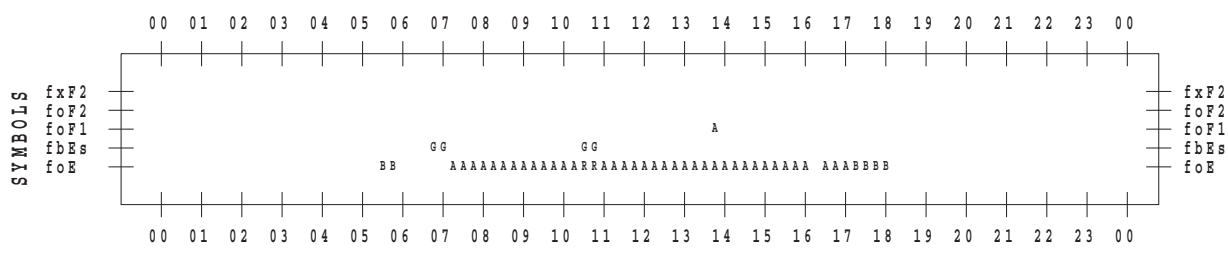 00 01 02 03 04 05 06 07 08 09 10 11 12 13 14 15 16 17 18 19 20 21 22 23 00
SYMBOLS
fxF2 fxF2
foF2 foF2
foF1 A foF1
fbEs GG GG fbEs
foE BB AAAAAAAAAAAAARRAAAAAAAAAAAAAAAAAAAAA AAABBBB foE
00 01 02 03 04 05 06 07 08 09 10 11 12 13 14 15 16 17 18 19 20 21 22 23 00